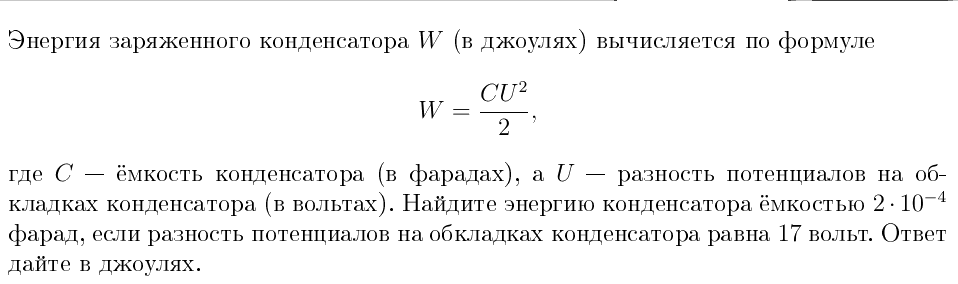 Энергия заряженного конденсатора W (в джоулях) вычисляется по формуле
W = CU²/2,
где C — ёмкость конденсатора (в фарадах), а U — разность потенциалов на об-
кладках конденсатора (в вольтах). Найдите энергию конденсатора ёмкостью 2 · 10⁻⁴
фарад, если разность потенциалов на обкладках конденсатора равна 17 вольт. Ответ
дайте в джоулях.